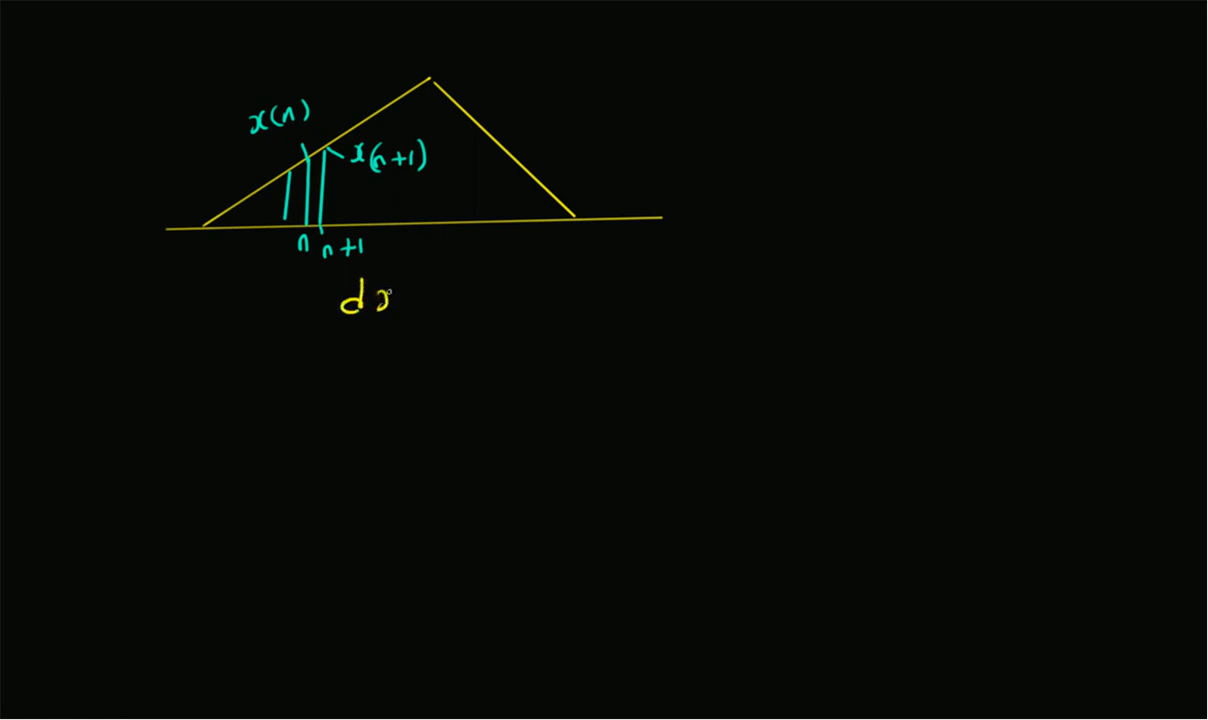 x(n)
x(n+1)
n n+1
dx